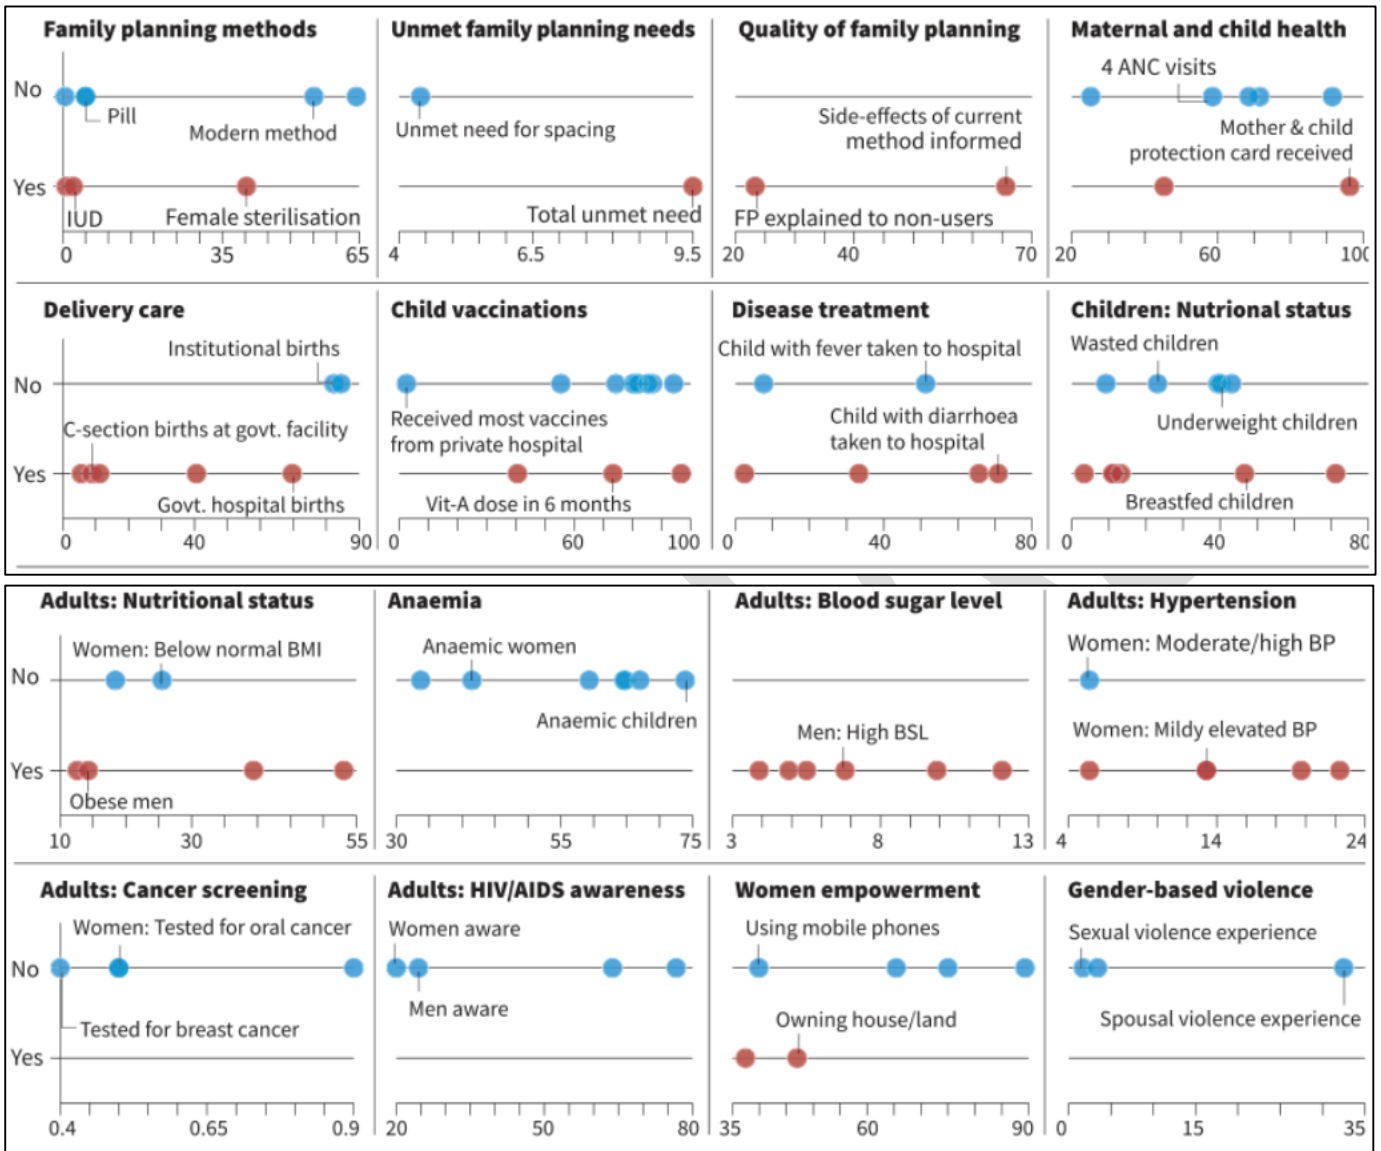 Family planning methods
No
Pill
Modern method
Yes
IUD
Female sterilisation
0 35 65
Unmet family planning needs
Unmet need for spacing
Total unmet need
4 6.5 9.5
Quality of family planning
Side-effects of current
method informed
FP explained to non-users
20 40 70
Maternal and child health
4 ANC visits
Mother & child
protection card received
20 60 100
Delivery care
Institutional births
No
C-section births at govt. facility
Yes
Govt. hospital births
0 40 90
Child vaccinations
Received most vaccines
from private hospital
Vit-A dose in 6 months
0 60 100
Disease treatment
Child with fever taken to hospital
Child with diarrhoea
taken to hospital
0 40 80
Children: Nutrional status
Wasted children
Underweight children
Breastfed children
0 40 80
Adults: Nutritional status
Women: Below normal BMI
No
Yes
Obese men
10 30 55
Anaemia
Anaemic women
Anaemic children
30 55 75
Adults: Blood sugar level
Men: High BSL
3 8 13
Adults: Hypertension
Women: Moderate/high BP
Women: Mildy elevated BP
4 14 24
Adults: Cancer screening
Women: Tested for oral cancer
No
Tested for breast cancer
Yes
0.4 0.65 0.9
Adults: HIV/AIDS awareness
Women aware
Men aware
20 50 80
Women empowerment
Using mobile phones
Owning house/land
35 60 90
Gender-based violence
Sexual violence experience
Spousal violence experience
0 15 35